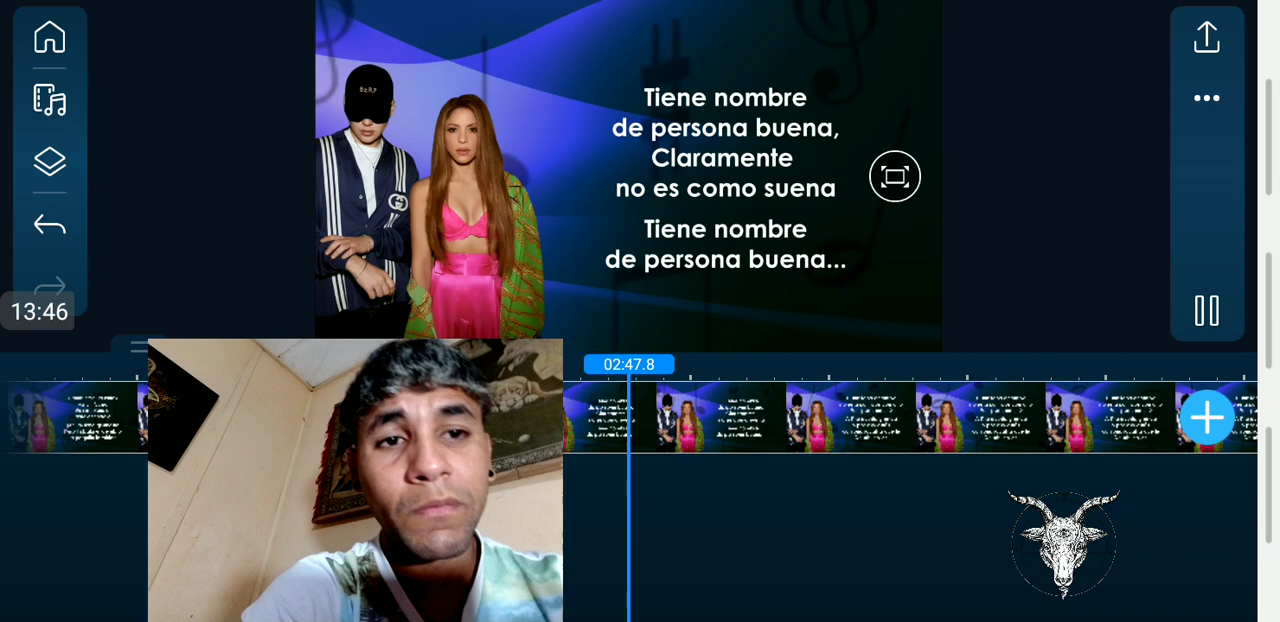 BZRP
Tiene nombre
de persona buena,
Claramente
no es como suena
Tiene nombre
de persona buena...
13:46
02:47.8